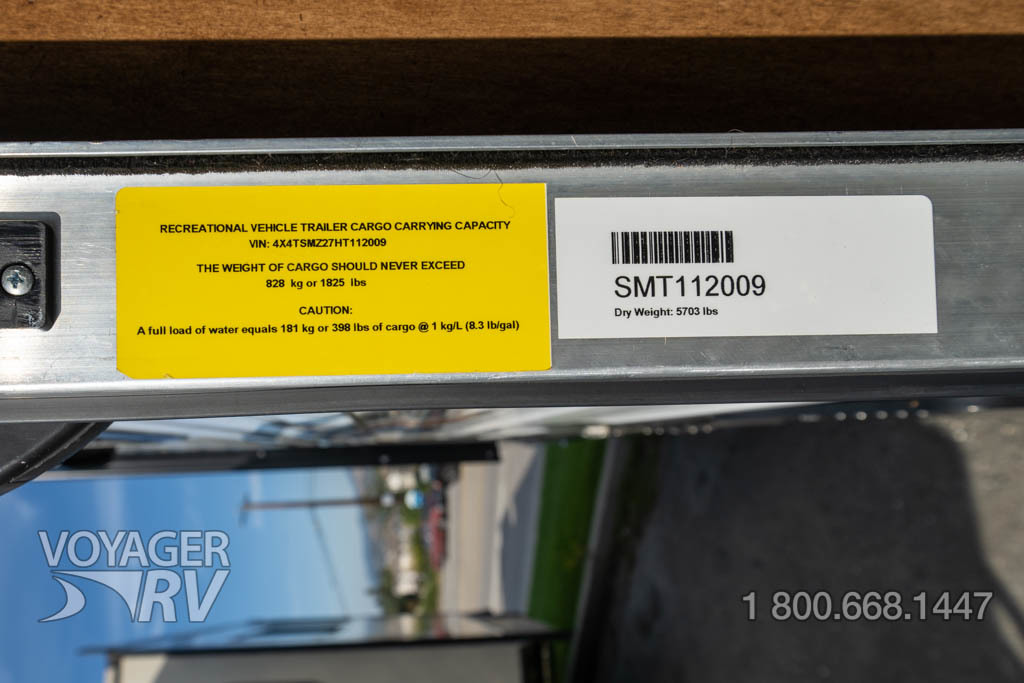 RECREATIONAL VEHICLE TRAILER CARGO CARRYING CAPACITY
VIN: 4X4TSMZ27HT112009
THE WEIGHT OF CARGO SHOULD NEVER EXCEED
828 kg or 1825 lbs
CAUTION:
A full load of water equals 181 kg or 398 lbs of cargo @ 1 kg/L (8.3 lb/gal)
SMT112009
Dry Weight: 5703 lbs
VOYAGER
RV
1 800.668.1447